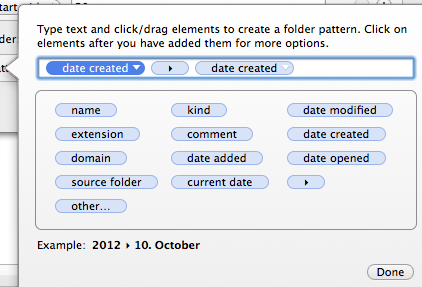 Type text and click/drag elements to create a folder pattern. Click on
elements after you have added them for more options.
date created date created
name kind date modified
extension comment date created
domain date added date opened
source folder current date
other...
Example: 2012 ▸ 10. October
Done